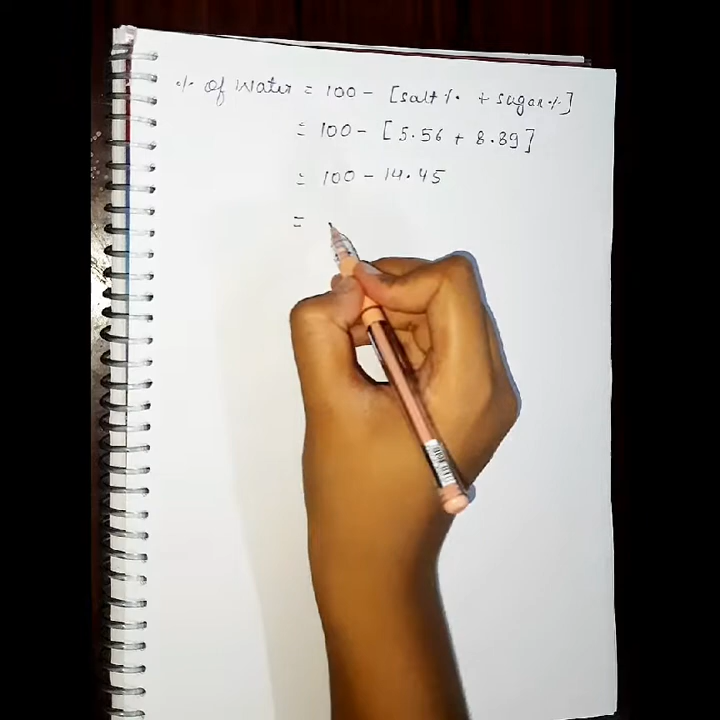 % of water = 100 - [salt % + sugar %]
= 100 - [5.56 + 8.89]
= 100 - 14.45
=